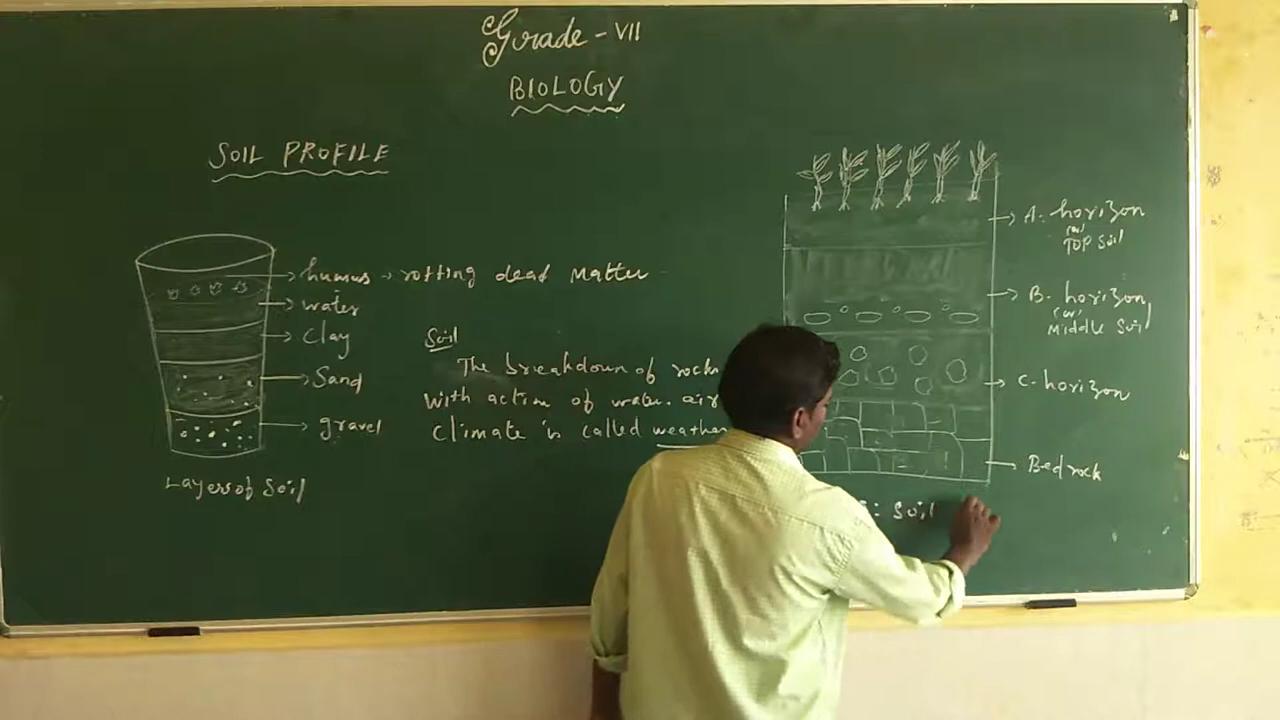 Grade - VII
BIOLOGY
SOIL PROFILE
humus → rotting dead matter
water
clay
Sand
gravel
Layers of Soil
Soil
The breakdown of rocks
with action of water. air
climate is called weather
A. horizon
(or)
TOP Soil
B. horizon
(or)
Middle Soil
C. horizon
Bedrock
: Soil